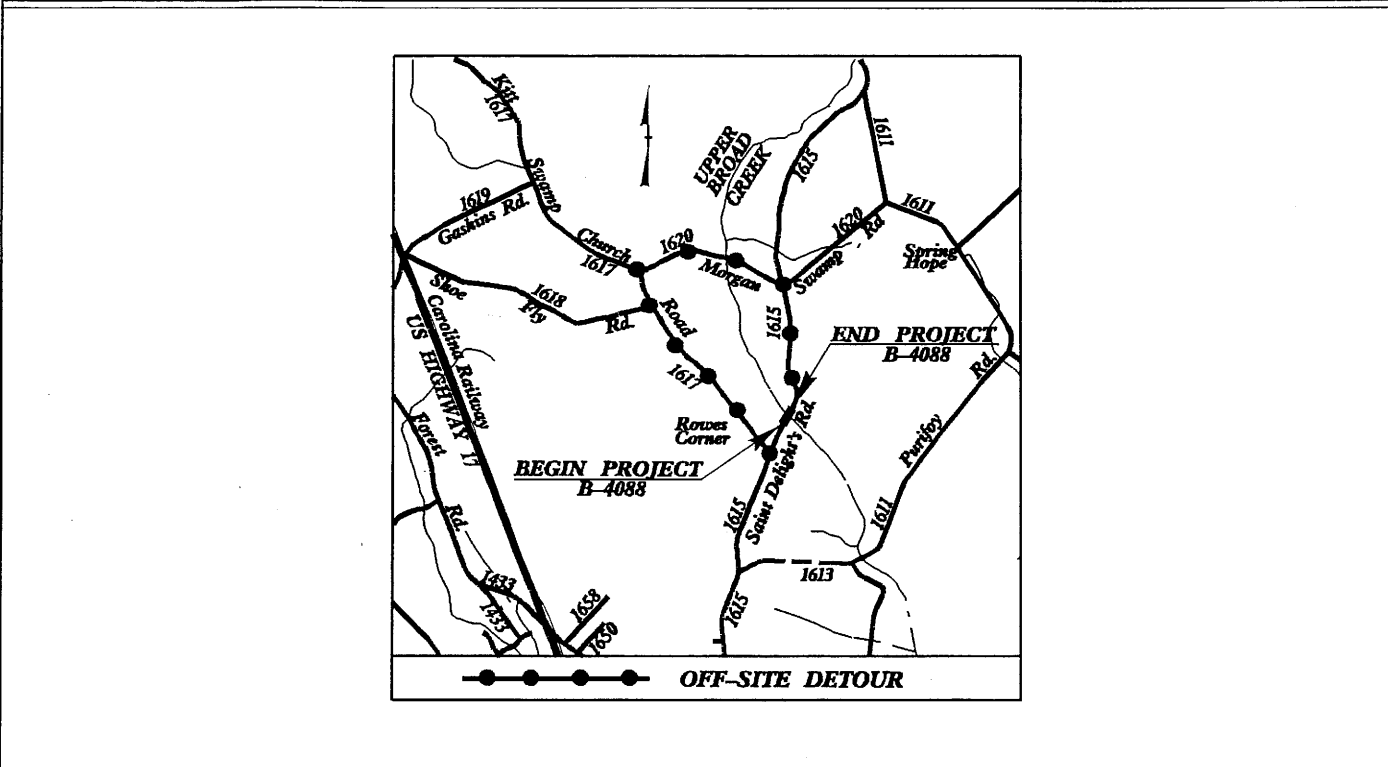 Kitt
1617
Swamp
Church
1617
1619
Gaskins Rd.
UPPER
BROAD
CREEK
1615
1611
1611
1620
Morgan
1620
Swamp Rd
Spring
Hope
Shoe
1618
Fly
Rd.
Road
1617
1615
END PROJECT
B-4088
Carolina Railway
US HIGHWAY 17
Forest
Rd.
Rowes
Corner
BEGIN PROJECT
B-4088
Saint Delight's Rd.
1615
Purifoy
Rd.
1611
1613
1615
1433
1433
1658
1650
OFF-SITE DETOUR